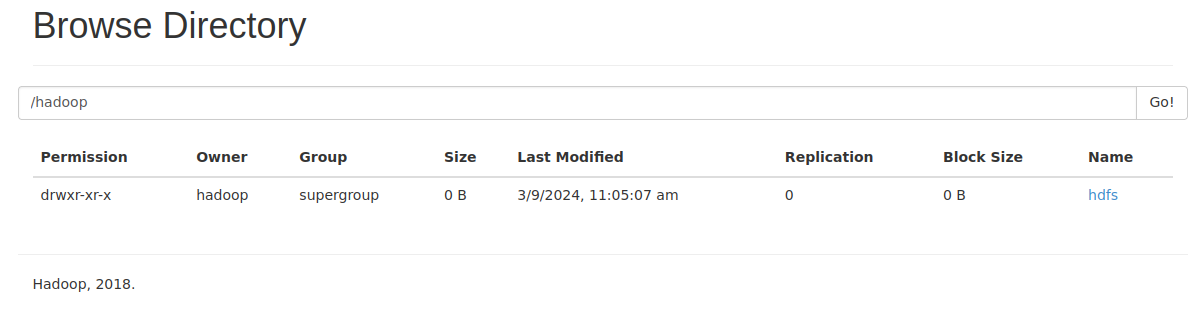 Browse Directory
/hadoop Go!
Permission Owner Group Size Last Modified Replication Block Size Name
drwxr-xr-x hadoop supergroup 0 B 3/9/2024, 11:05:07 am 0 0 B hdfs
Hadoop, 2018.